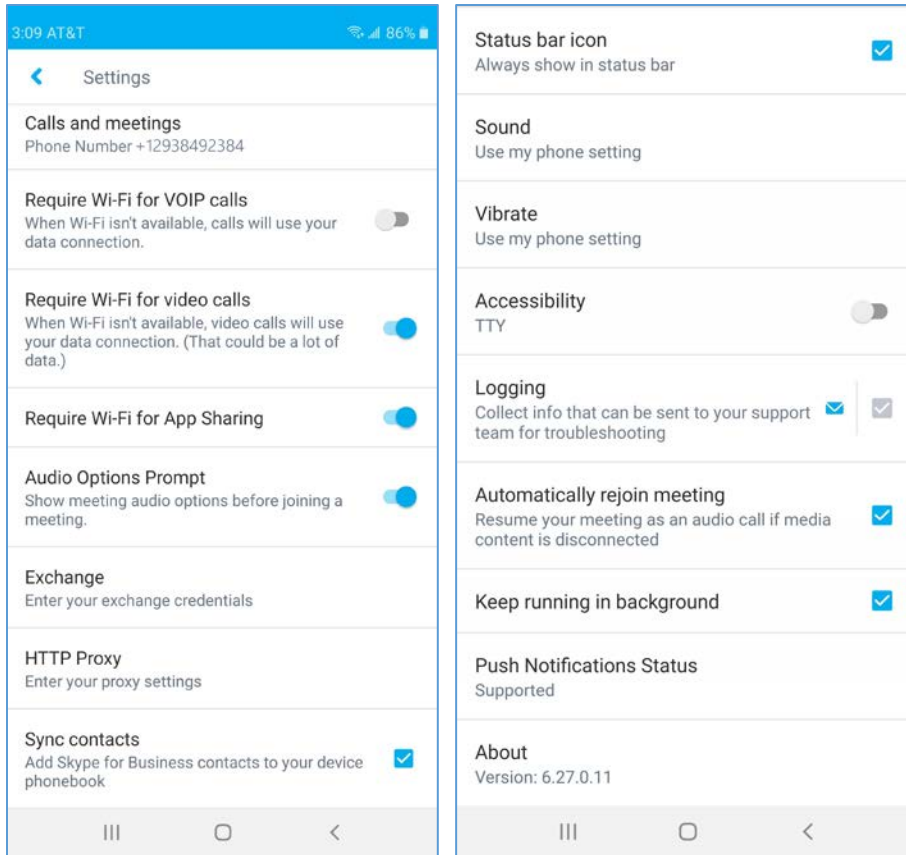 3:09 AT&T 86%
Settings
Calls and meetings
Phone Number +12938492384
Require Wi-Fi for VOIP calls
When Wi-Fi isn't available, calls will use your
data connection.
Require Wi-Fi for video calls
When Wi-Fi isn't available, video calls will use
your data connection. (That could be a lot of
data.)
Require Wi-Fi for App Sharing
Audio Options Prompt
Show meeting audio options before joining a
meeting.
Exchange
Enter your exchange credentials
HTTP Proxy
Enter your proxy settings
Sync contacts
Add Skype for Business contacts to your device
phonebook
Status bar icon
Always show in status bar
Sound
Use my phone setting
Vibrate
Use my phone setting
Accessibility
TTY
Logging
Collect info that can be sent to your support
team for troubleshooting
Automatically rejoin meeting
Resume your meeting as an audio call if media
content is disconnected
Keep running in background
Push Notifications Status
Supported
About
Version: 6.27.0.11